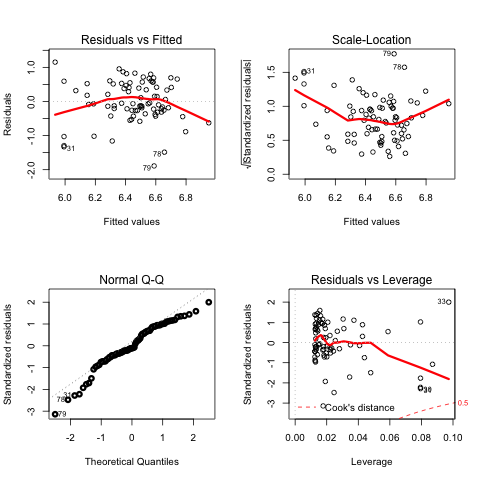 Residuals vs Fitted
Residuals
1.0
0.0
-1.0
-2.0
31
78
79
6.0 6.2 6.4 6.6 6.8
Fitted values
Scale-Location
√|Standardized residuals|
1.5
1.0
0.5
0.0
79
78
31
6.0 6.2 6.4 6.6 6.8
Fitted values
Normal Q-Q
Standardized residuals
2
1
0
-1
-2
-3
31
78
79
-2 -1 0 1 2
Theoretical Quantiles
Residuals vs Leverage
Standardized residuals
2
1
0
-1
-2
-3
33
Cook's distance
0.5
0.00 0.02 0.04 0.06 0.08 0.10
Leverage